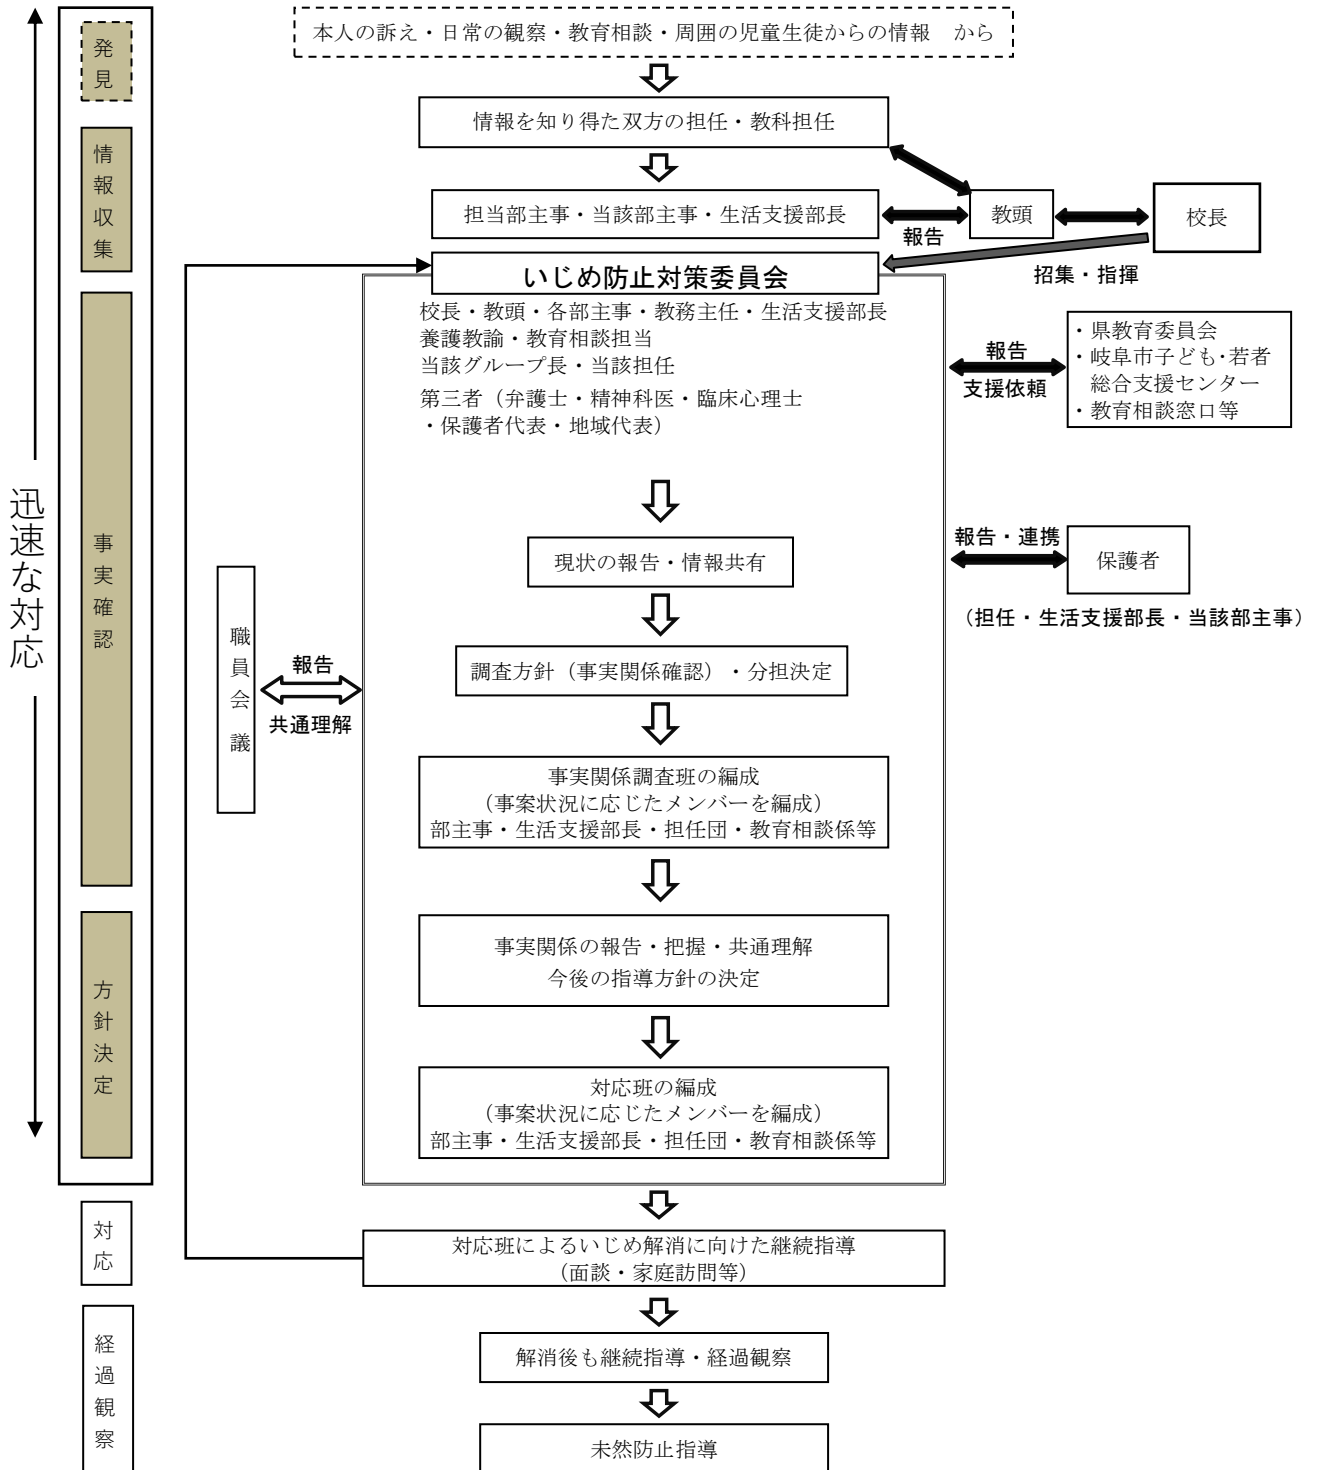 本人の訴え・日常の観察・教育相談・周囲の児童生徒からの情報　から
発見
情報を知り得た双方の担任・教科担任
情報収集
担当部主事・当該部主事・生活支援部長
報告
教頭
校長
招集・指揮
いじめ防止対策委員会
校長・教頭・各部主事・教務主任・生活支援部長
養護教諭・教育相談担当
当該グループ長・当該担任
第三者（弁護士・精神科医・臨床心理士
・保護者代表・地域代表）
報告
支援依頼
・県教育委員会
・岐阜市子ども･若者
総合支援センター
・教育相談窓口等
迅速な対応
事実確認
現状の報告・情報共有
報告・連携
保護者
（担任・生活支援部長・当該部主事）
職員会議
報告
共通理解
調査方針（事実関係確認）・分担決定
事実関係調査班の編成
（事案状況に応じたメンバーを編成）
部主事・生活支援部長・担任団・教育相談係等
方針決定
事実関係の報告・把握・共通理解
今後の指導方針の決定
対応班の編成
（事案状況に応じたメンバーを編成）
部主事・生活支援部長・担任団・教育相談係等
対応
対応班によるいじめ解消に向けた継続指導
（面談・家庭訪問等）
経過観察
解消後も継続指導・経過観察
未然防止指導